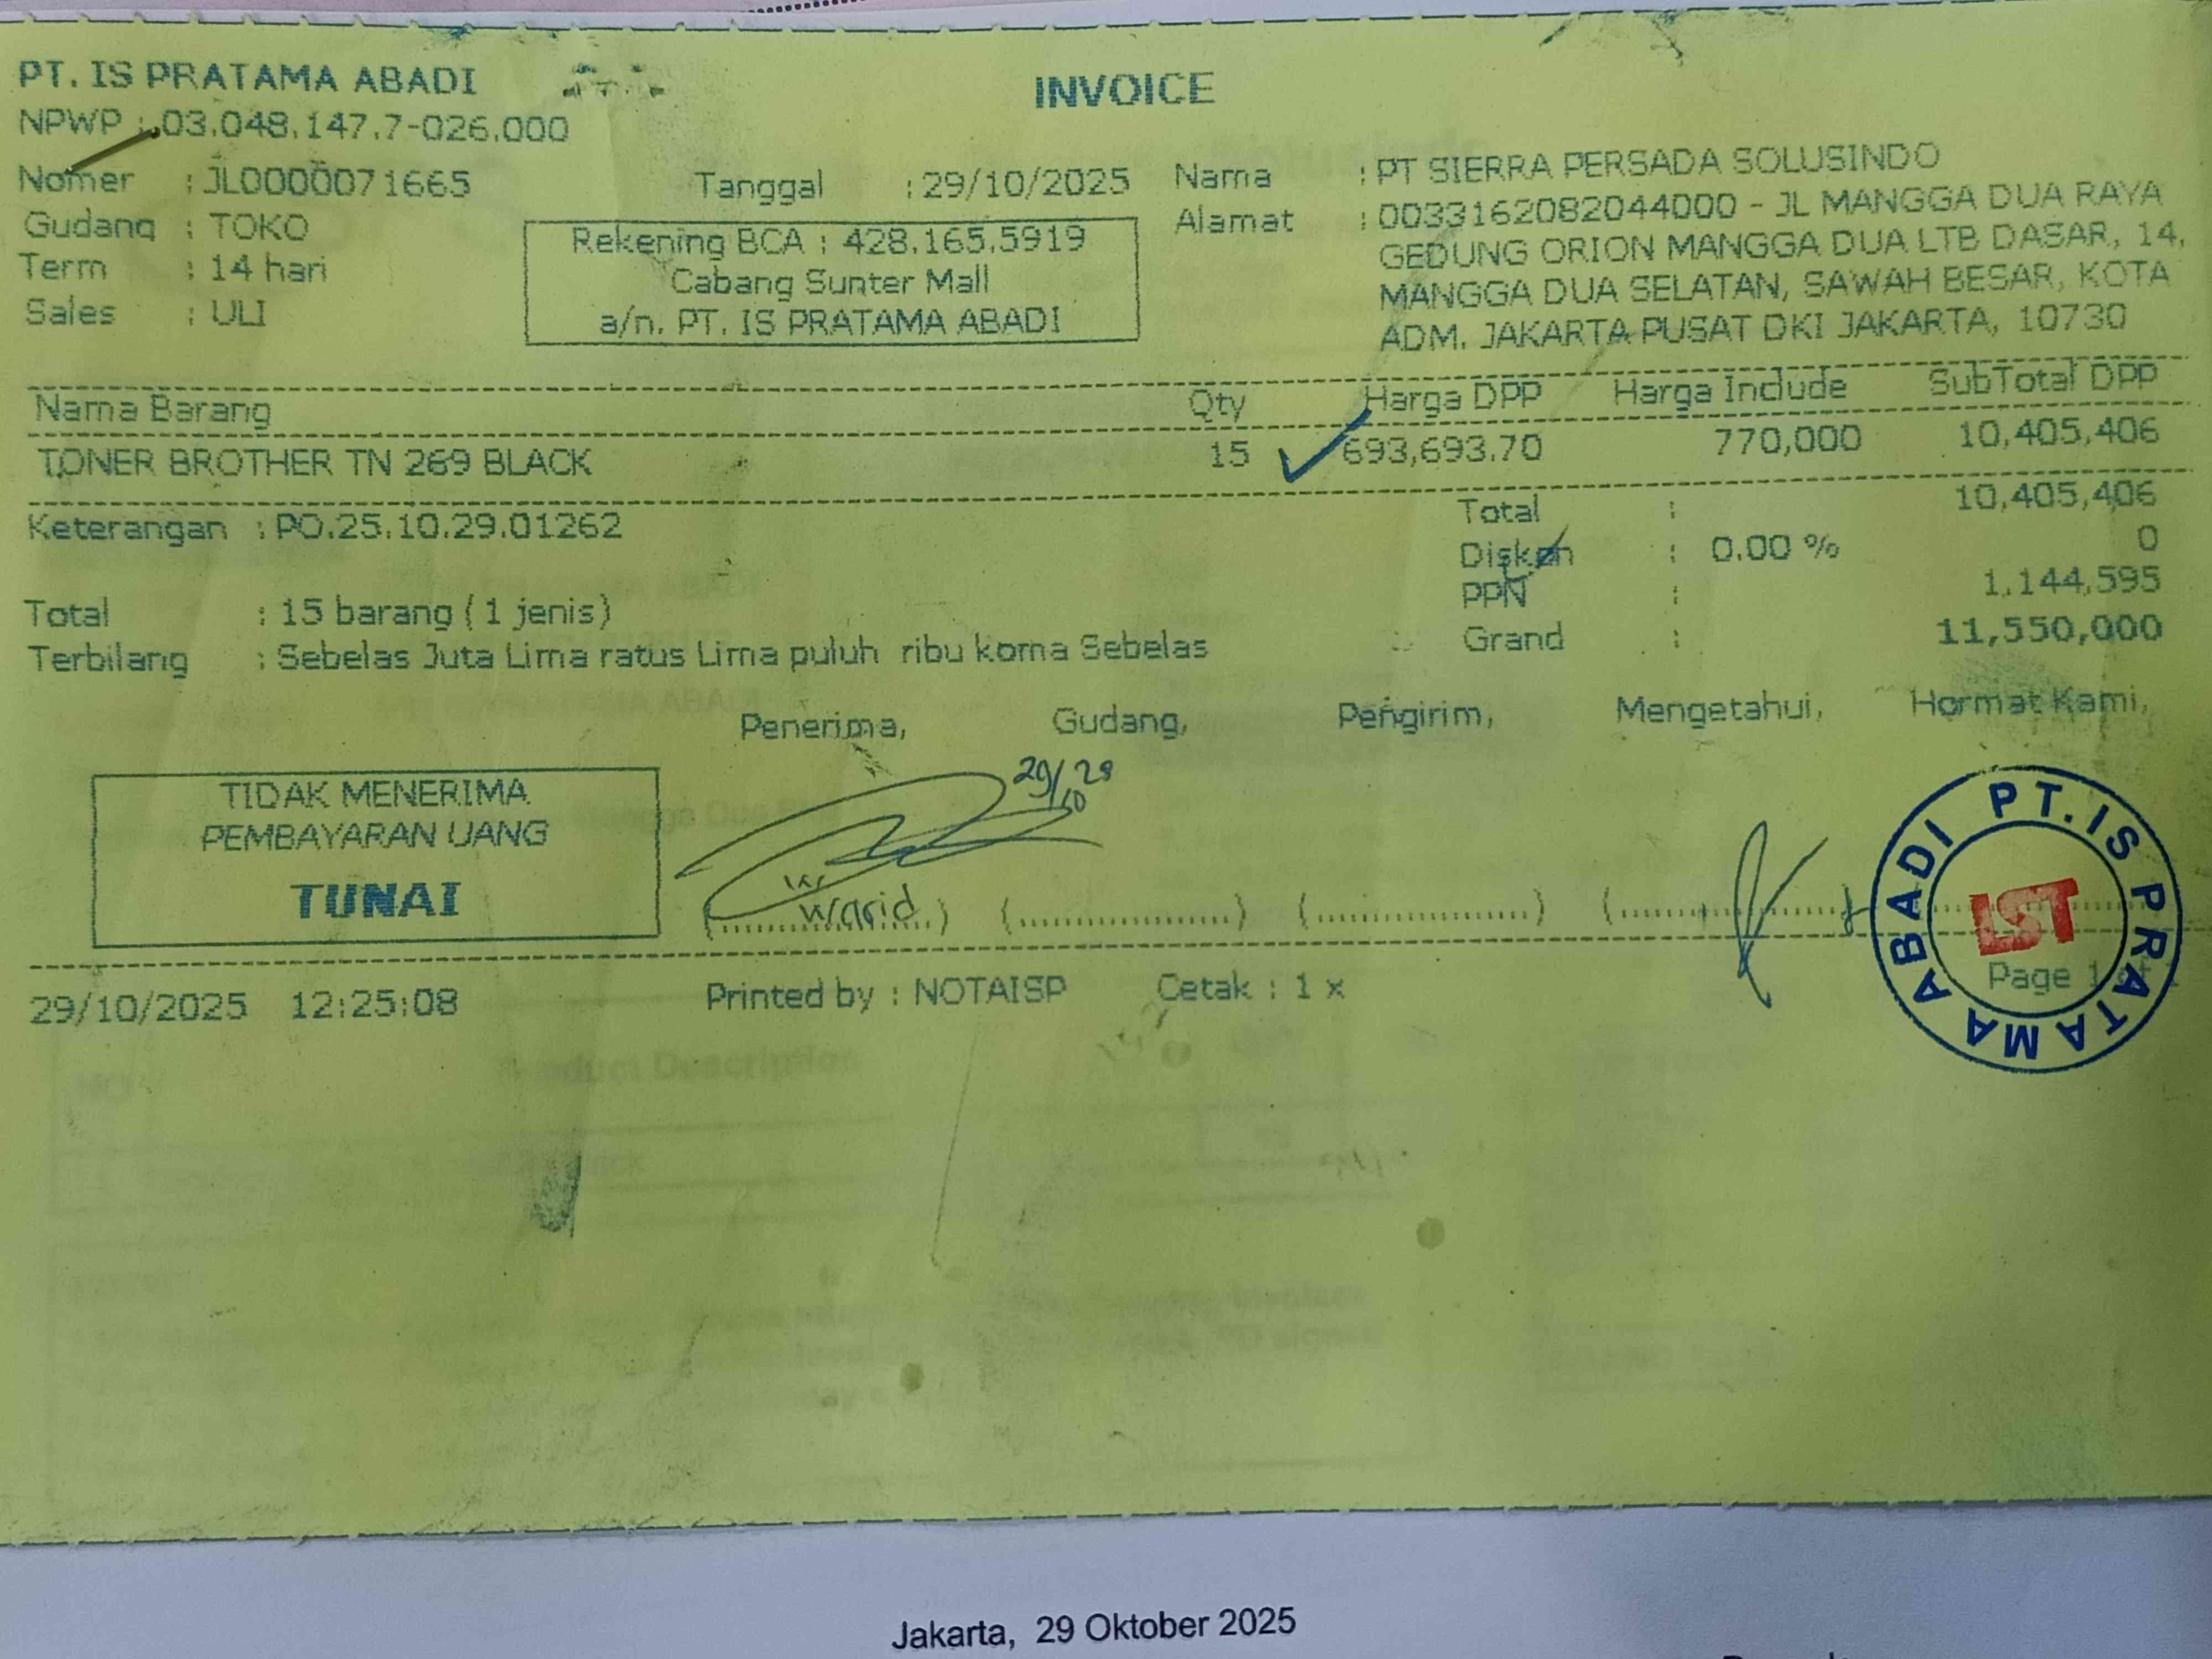 PT. IS PRATAMA ABADI
INVOICE
NPWP : 03.048.147.7-026.000
Nomer : JL0000071665
Gudang : TOKO
Term : 14 hari
Sales : ULI
Tanggal : 29/10/2025
Rekening BCA : 428.165.5919
Cabang Sunter Mall
a/n. PT. IS PRATAMA ABADI
Nama : PT SIERRA PERSADA SOLUSINDO
Alamat : 0033162082044000 - JL MANGGA DUA RAYA
GEDUNG ORION MANGGA DUA LTB DASAR, 14,
MANGGA DUA SELATAN, SAWAH BESAR, KOTA
ADM. JAKARTA PUSAT DKI JAKARTA, 10730
Nama Barang Qty Harga DPP Harga Include SubTotal DPP
TONER BROTHER TN 269 BLACK 15 693,693.70 770,000 10,405,406
Keterangan : PO.25.10.29.01262
Total : 10,405,406
Diskon : 0.00 % 0
PPN : 1,144,595
Grand : 11,550,000
Total : 15 barang ( 1 jenis )
Terbilang : Sebelas Juta Lima ratus Lima puluh ribu koma Sebelas
Penerima, Gudang, Pengirim, Mengetahui, Hormat Kami,
TIDAK MENERIMA
PEMBAYARAN UANG
TUNAI
Warid
PT. IS PRATAMA ABADI
IST
29/10/2025 12:25:08 Printed by : NOTAISP Cetak : 1 x Page 1 of 1
Product Description
Jakarta, 29 Oktober 2025